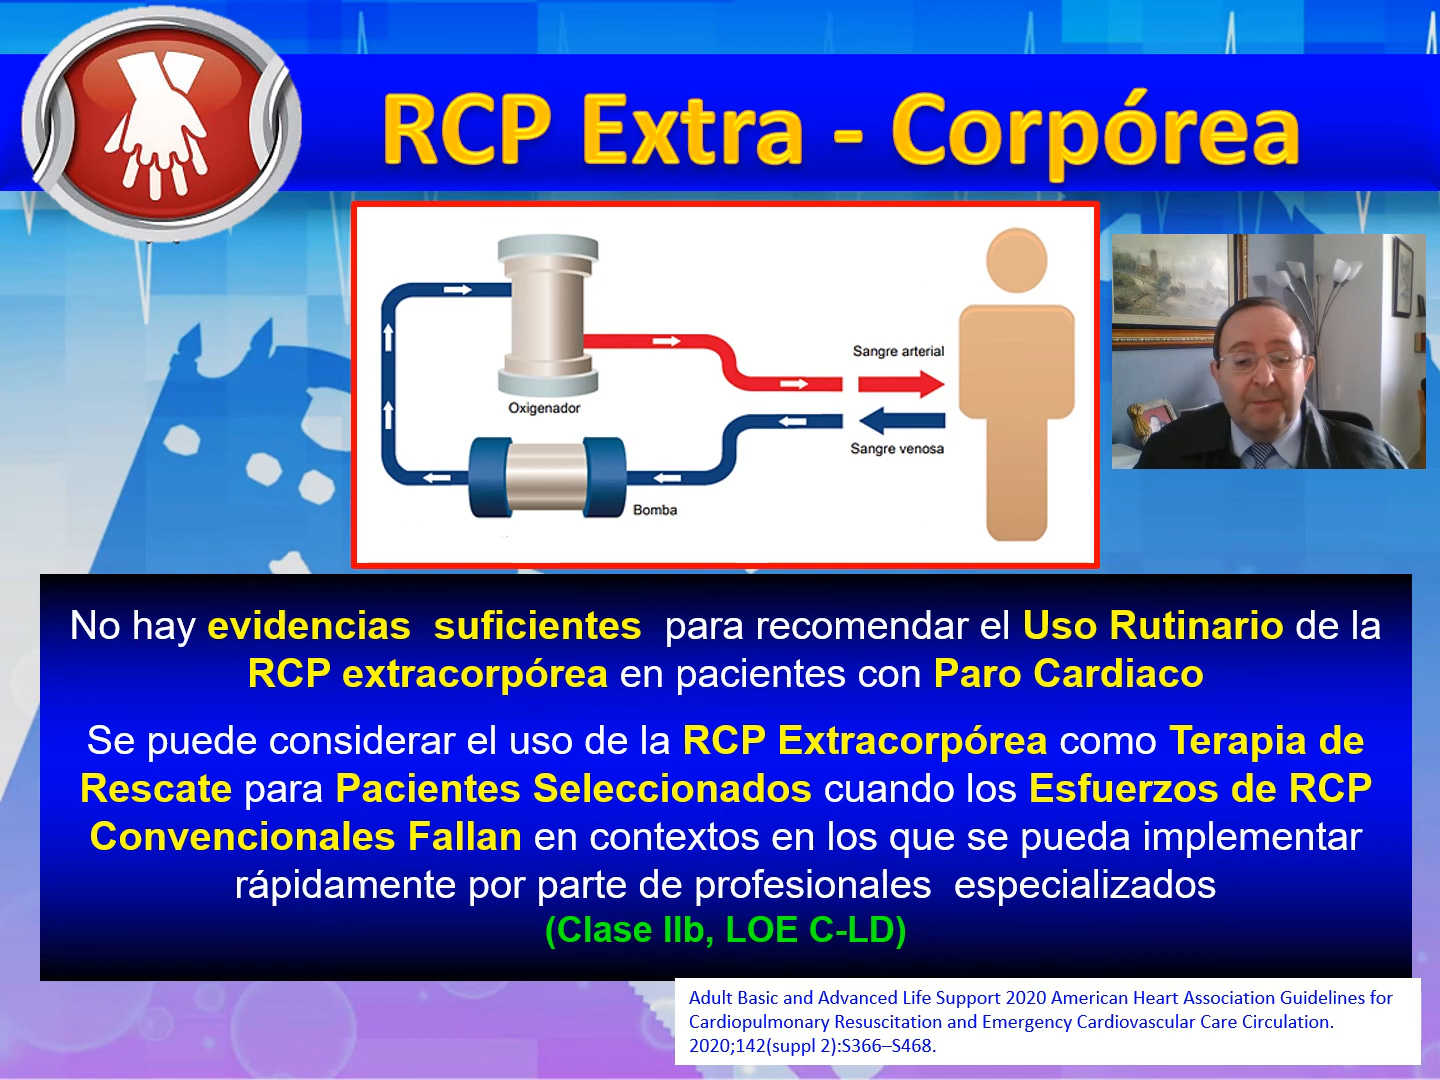 RCP Extra - Corpórea
Sangre arterial
Oxigenador
Sangre venosa
Bomba
No hay evidencias suficientes para recomendar el Uso Rutinario de la
RCP extracorpórea en pacientes con Paro Cardiaco
Se puede considerar el uso de la RCP Extracorpórea como Terapia de
Rescate para Pacientes Seleccionados cuando los Esfuerzos de RCP
Convencionales Fallan en contextos en los que se pueda implementar
rápidamente por parte de profesionales especializados
(Clase IIb, LOE C-LD)
Adult Basic and Advanced Life Support 2020 American Heart Association Guidelines for
Cardiopulmonary Resuscitation and Emergency Cardiovascular Care Circulation.
2020;142(suppl 2):S366–S468.